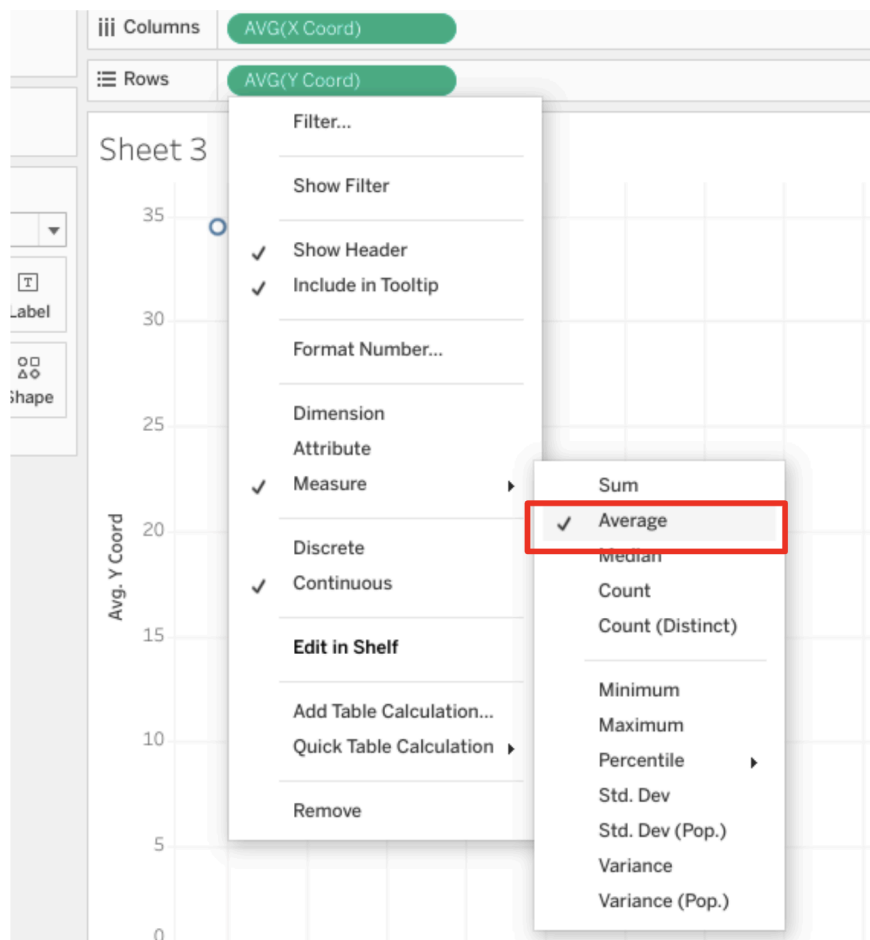 Columns
AVG(X Coord)
Rows
AVG(Y Coord)
Sheet 3
Label
Shape
Avg. Y Coord
35
30
25
20
15
10
5
0
Filter...
Show Filter
Show Header
Include in Tooltip
Format Number...
Dimension
Attribute
Measure
Discrete
Continuous
Edit in Shelf
Add Table Calculation...
Quick Table Calculation
Remove
Sum
Average
Median
Count
Count (Distinct)
Minimum
Maximum
Percentile
Std. Dev
Std. Dev (Pop.)
Variance
Variance (Pop.)